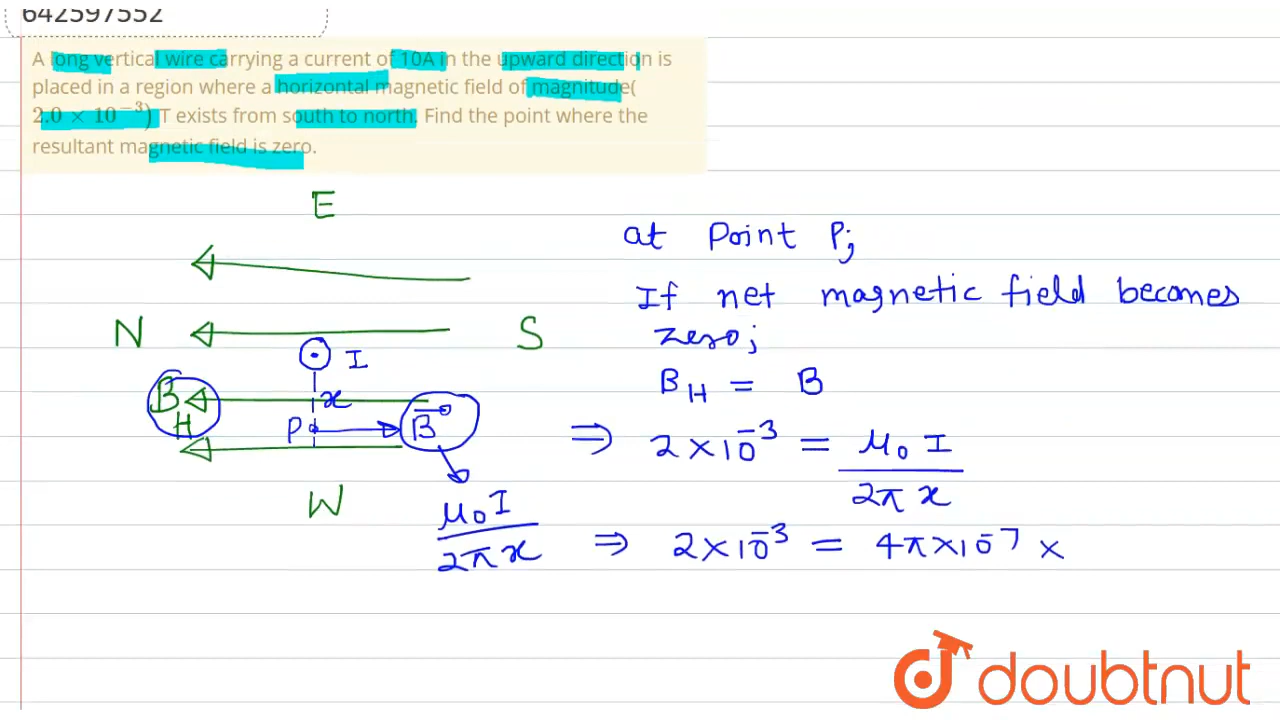 642597552
A long vertical wire carrying a current of 10A in the upward direction is
placed in a region where a horizontal magnetic field of magnitude(
2.0 × 10⁻³) T exists from south to north. Find the point where the
resultant magnetic field is zero.
E
at Point P;
If net magnetic field becomes
N
S
zero;
I
B_H = B
x
B_H
P
B⃗
⇒ 2×10⁻³ = μ₀I / 2πx
W
μ₀I / 2πx
⇒ 2×10⁻³ = 4π×10⁻⁷ ×
doubtnut